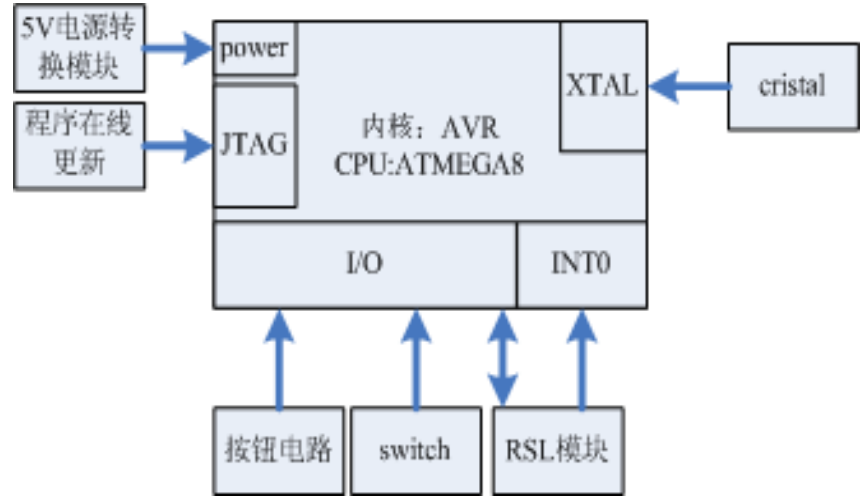 5V电源转
换模块
power
XTAL
cristal
程序在线
更新
JTAG
内核：AVR
CPU:ATMEGA8
I/O
INT0
按钮电路
switch
RSL模块